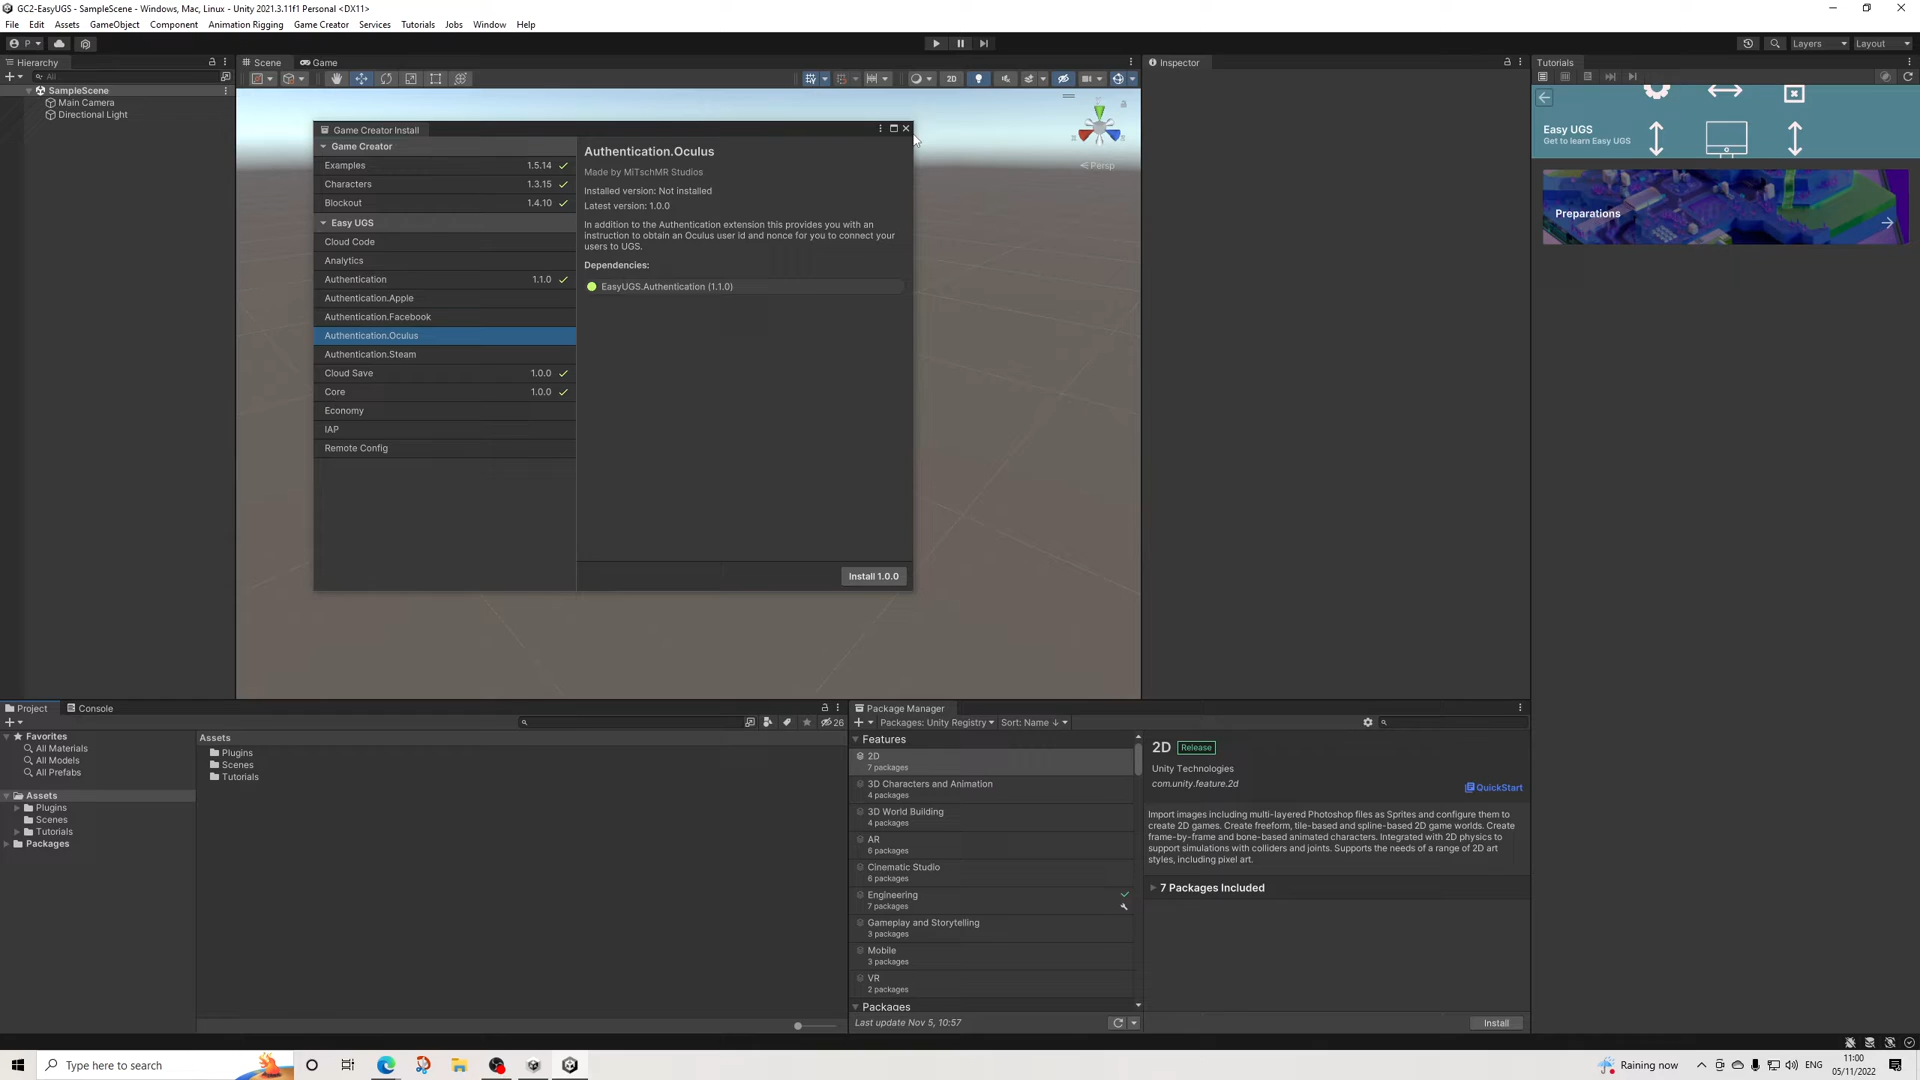 GC2-EasyUGS - SampleScene - Windows, Mac, Linux - Unity 2021.3.11f1 Personal <DX11>
File Edit Assets GameObject Component Animation Rigging Game Creator Services Tutorials Jobs Window Help
P
Layers Layout
Hierarchy
All
SampleScene
Main Camera
Directional Light
Scene Game
2D
Persp
Game Creator Install
Game Creator
Examples 1.5.14
Characters 1.3.15
Blockout 1.4.10
Easy UGS
Cloud Code
Analytics
Authentication 1.1.0
Authentication.Apple
Authentication.Facebook
Authentication.Oculus
Authentication.Steam
Cloud Save 1.0.0
Core 1.0.0
Economy
IAP
Remote Config
Authentication.Oculus
Made by MiTschMR Studios
Installed version: Not installed
Latest version: 1.0.0
In addition to the Authentication extension this provides you with an
instruction to obtain an Oculus user id and nonce for you to connect your
users to UGS.
Dependencies:
EasyUGS.Authentication (1.1.0)
Install 1.0.0
Inspector
Tutorials
Easy UGS
Get to learn Easy UGS
Preparations
Project Console
26
Favorites
All Materials
All Models
All Prefabs
Assets
Plugins
Scenes
Tutorials
Packages
Assets
Plugins
Scenes
Tutorials
Package Manager
Packages: Unity Registry Sort: Name ↓
Features
2D
7 packages
3D Characters and Animation
4 packages
3D World Building
4 packages
AR
6 packages
Cinematic Studio
6 packages
Engineering
7 packages
Gameplay and Storytelling
3 packages
Mobile
3 packages
VR
2 packages
Packages
Last update Nov 5, 10:57
2D Release
Unity Technologies
com.unity.feature.2d
QuickStart
Import images including multi-layered Photoshop files as Sprites and configure them to
create 2D games. Create freeform, tile-based and spline-based 2D game worlds. Create
frame-by-frame and bone-based animated characters. Integrated with 2D physics to
support simulations with colliders and joints. Supports the needs of a range of 2D art
styles, including pixel art.
7 Packages Included
Install
Type here to search
Raining now
ENG
11:00
05/11/2022